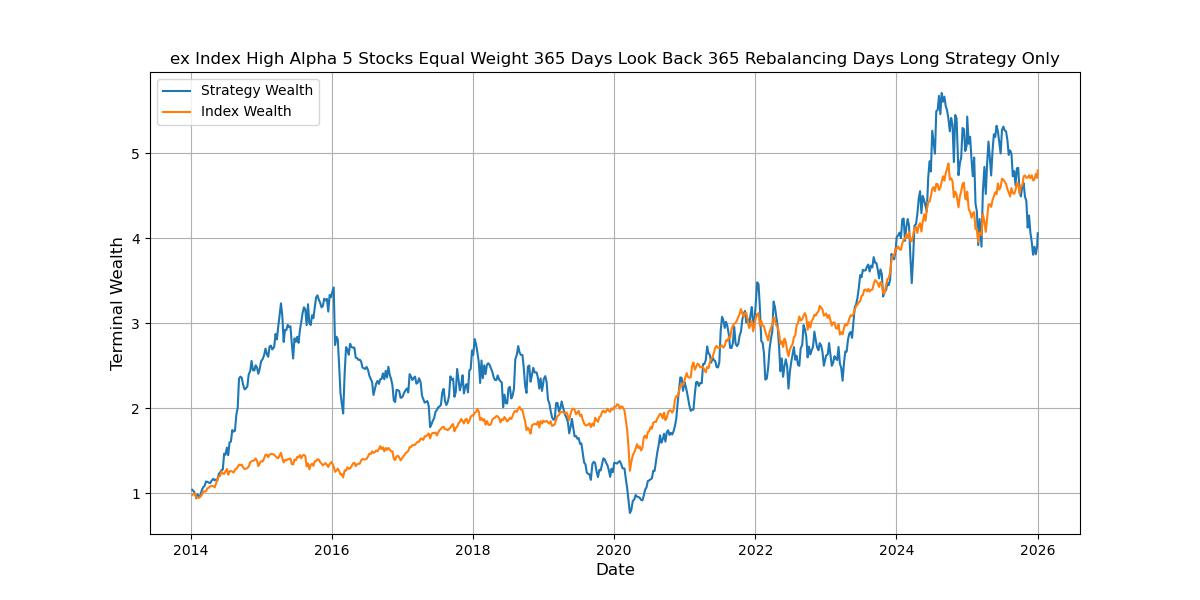 ex Index High Alpha 5 Stocks Equal Weight 365 Days Look Back 365 Rebalancing Days Long Strategy Only
Strategy Wealth
Index Wealth
Terminal Wealth
5
4
3
2
1
2014 2016 2018 2020 2022 2024 2026
Date